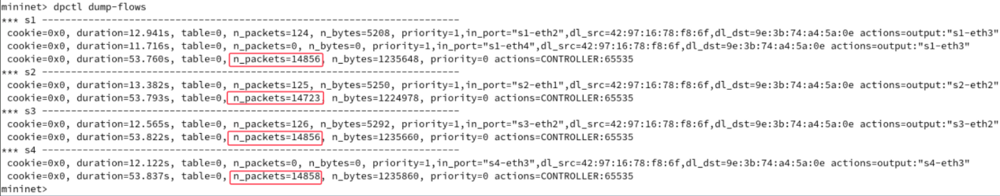 mininet> dpctl dump-flows
*** s1 ------------------------------------------------------------------------
 cookie=0x0, duration=12.941s, table=0, n_packets=124, n_bytes=5208, priority=1,in_port="s1-eth2",dl_src=42:97:16:78:f8:6f,dl_dst=9e:3b:74:a4:5a:0e actions=output:"s1-eth3"
 cookie=0x0, duration=11.716s, table=0, n_packets=0, n_bytes=0, priority=1,in_port="s1-eth4",dl_src=42:97:16:78:f8:6f,dl_dst=9e:3b:74:a4:5a:0e actions=output:"s1-eth3"
 cookie=0x0, duration=53.760s, table=0, n_packets=14856, n_bytes=1235648, priority=0 actions=CONTROLLER:65535
*** s2 ------------------------------------------------------------------------
 cookie=0x0, duration=13.382s, table=0, n_packets=125, n_bytes=5250, priority=1,in_port="s2-eth1",dl_src=42:97:16:78:f8:6f,dl_dst=9e:3b:74:a4:5a:0e actions=output:"s2-eth2"
 cookie=0x0, duration=53.793s, table=0, n_packets=14723, n_bytes=1224978, priority=0 actions=CONTROLLER:65535
*** s3 ------------------------------------------------------------------------
 cookie=0x0, duration=12.565s, table=0, n_packets=126, n_bytes=5292, priority=1,in_port="s3-eth2",dl_src=42:97:16:78:f8:6f,dl_dst=9e:3b:74:a4:5a:0e actions=output:"s3-eth2"
 cookie=0x0, duration=53.822s, table=0, n_packets=14856, n_bytes=1235660, priority=0 actions=CONTROLLER:65535
*** s4 ------------------------------------------------------------------------
 cookie=0x0, duration=12.122s, table=0, n_packets=0, n_bytes=0, priority=1,in_port="s4-eth3",dl_src=42:97:16:78:f8:6f,dl_dst=9e:3b:74:a4:5a:0e actions=output:"s4-eth3"
 cookie=0x0, duration=53.837s, table=0, n_packets=14858, n_bytes=1235860, priority=0 actions=CONTROLLER:65535
mininet>